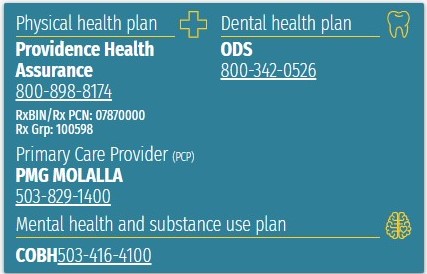 Physical health plan
Providence Health
Assurance
800-898-8174
RxBIN/Rx PCN: 07870000
Rx Grp: 100598
Primary Care Provider (PCP)
PMG MOLALLA
503-829-1400
Dental health plan
ODS
800-342-0526
Mental health and substance use plan
COBH503-416-4100